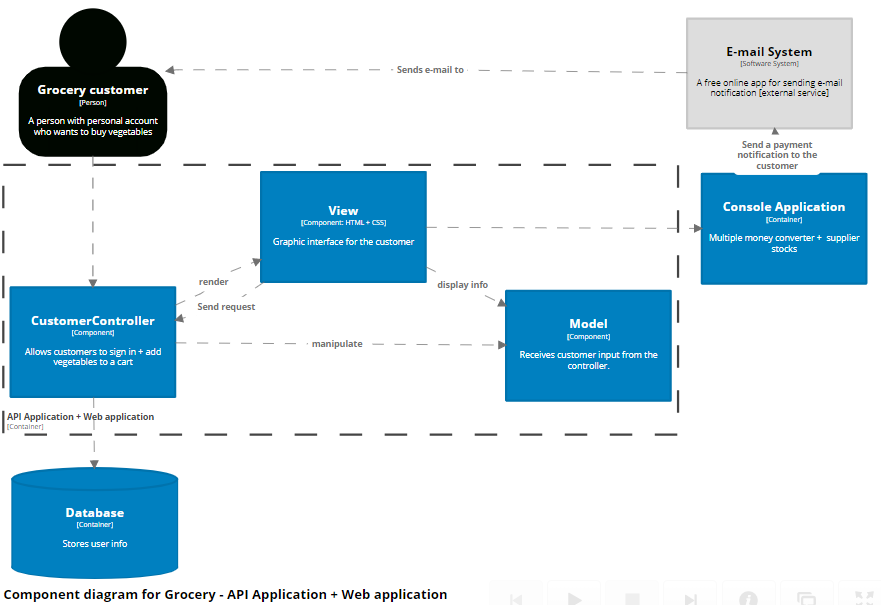 Grocery customer
[Person]
A person with personal account
who wants to buy vegetables
Sends e-mail to
E-mail System
[Software System]
A free online app for sending e-mail
notification [external service]
Send a payment
notification to the
customer
View
[Component: HTML + CSS]
Graphic interface for the customer
Console Application
[Container]
Multiple money converter + supplier
stocks
render
Send request
display info
CustomerController
[Component]
Allows customers to sign in + add
vegetables to a cart
manipulate
Model
[Component]
Receives customer input from the
controller.
API Application + Web application
[Container]
Database
[Container]
Stores user info
Component diagram for Grocery - API Application + Web application